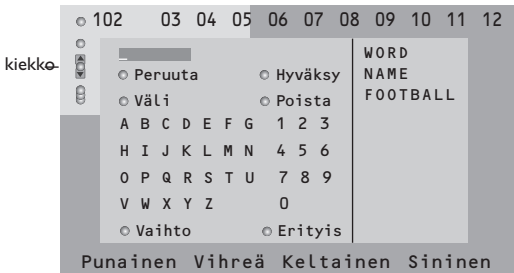 102 03 04 05 06 07 08 09 10 11 12
kiekko
WORD
Peruuta Hyväksy NAME
Väli Poista FOOTBALL
A B C D E F G 1 2 3
H I J K L M N 4 5 6
O P Q R S T U 7 8 9
V W X Y Z 0
Vaihto Erityis
Punainen Vihreä Keltainen Sininen